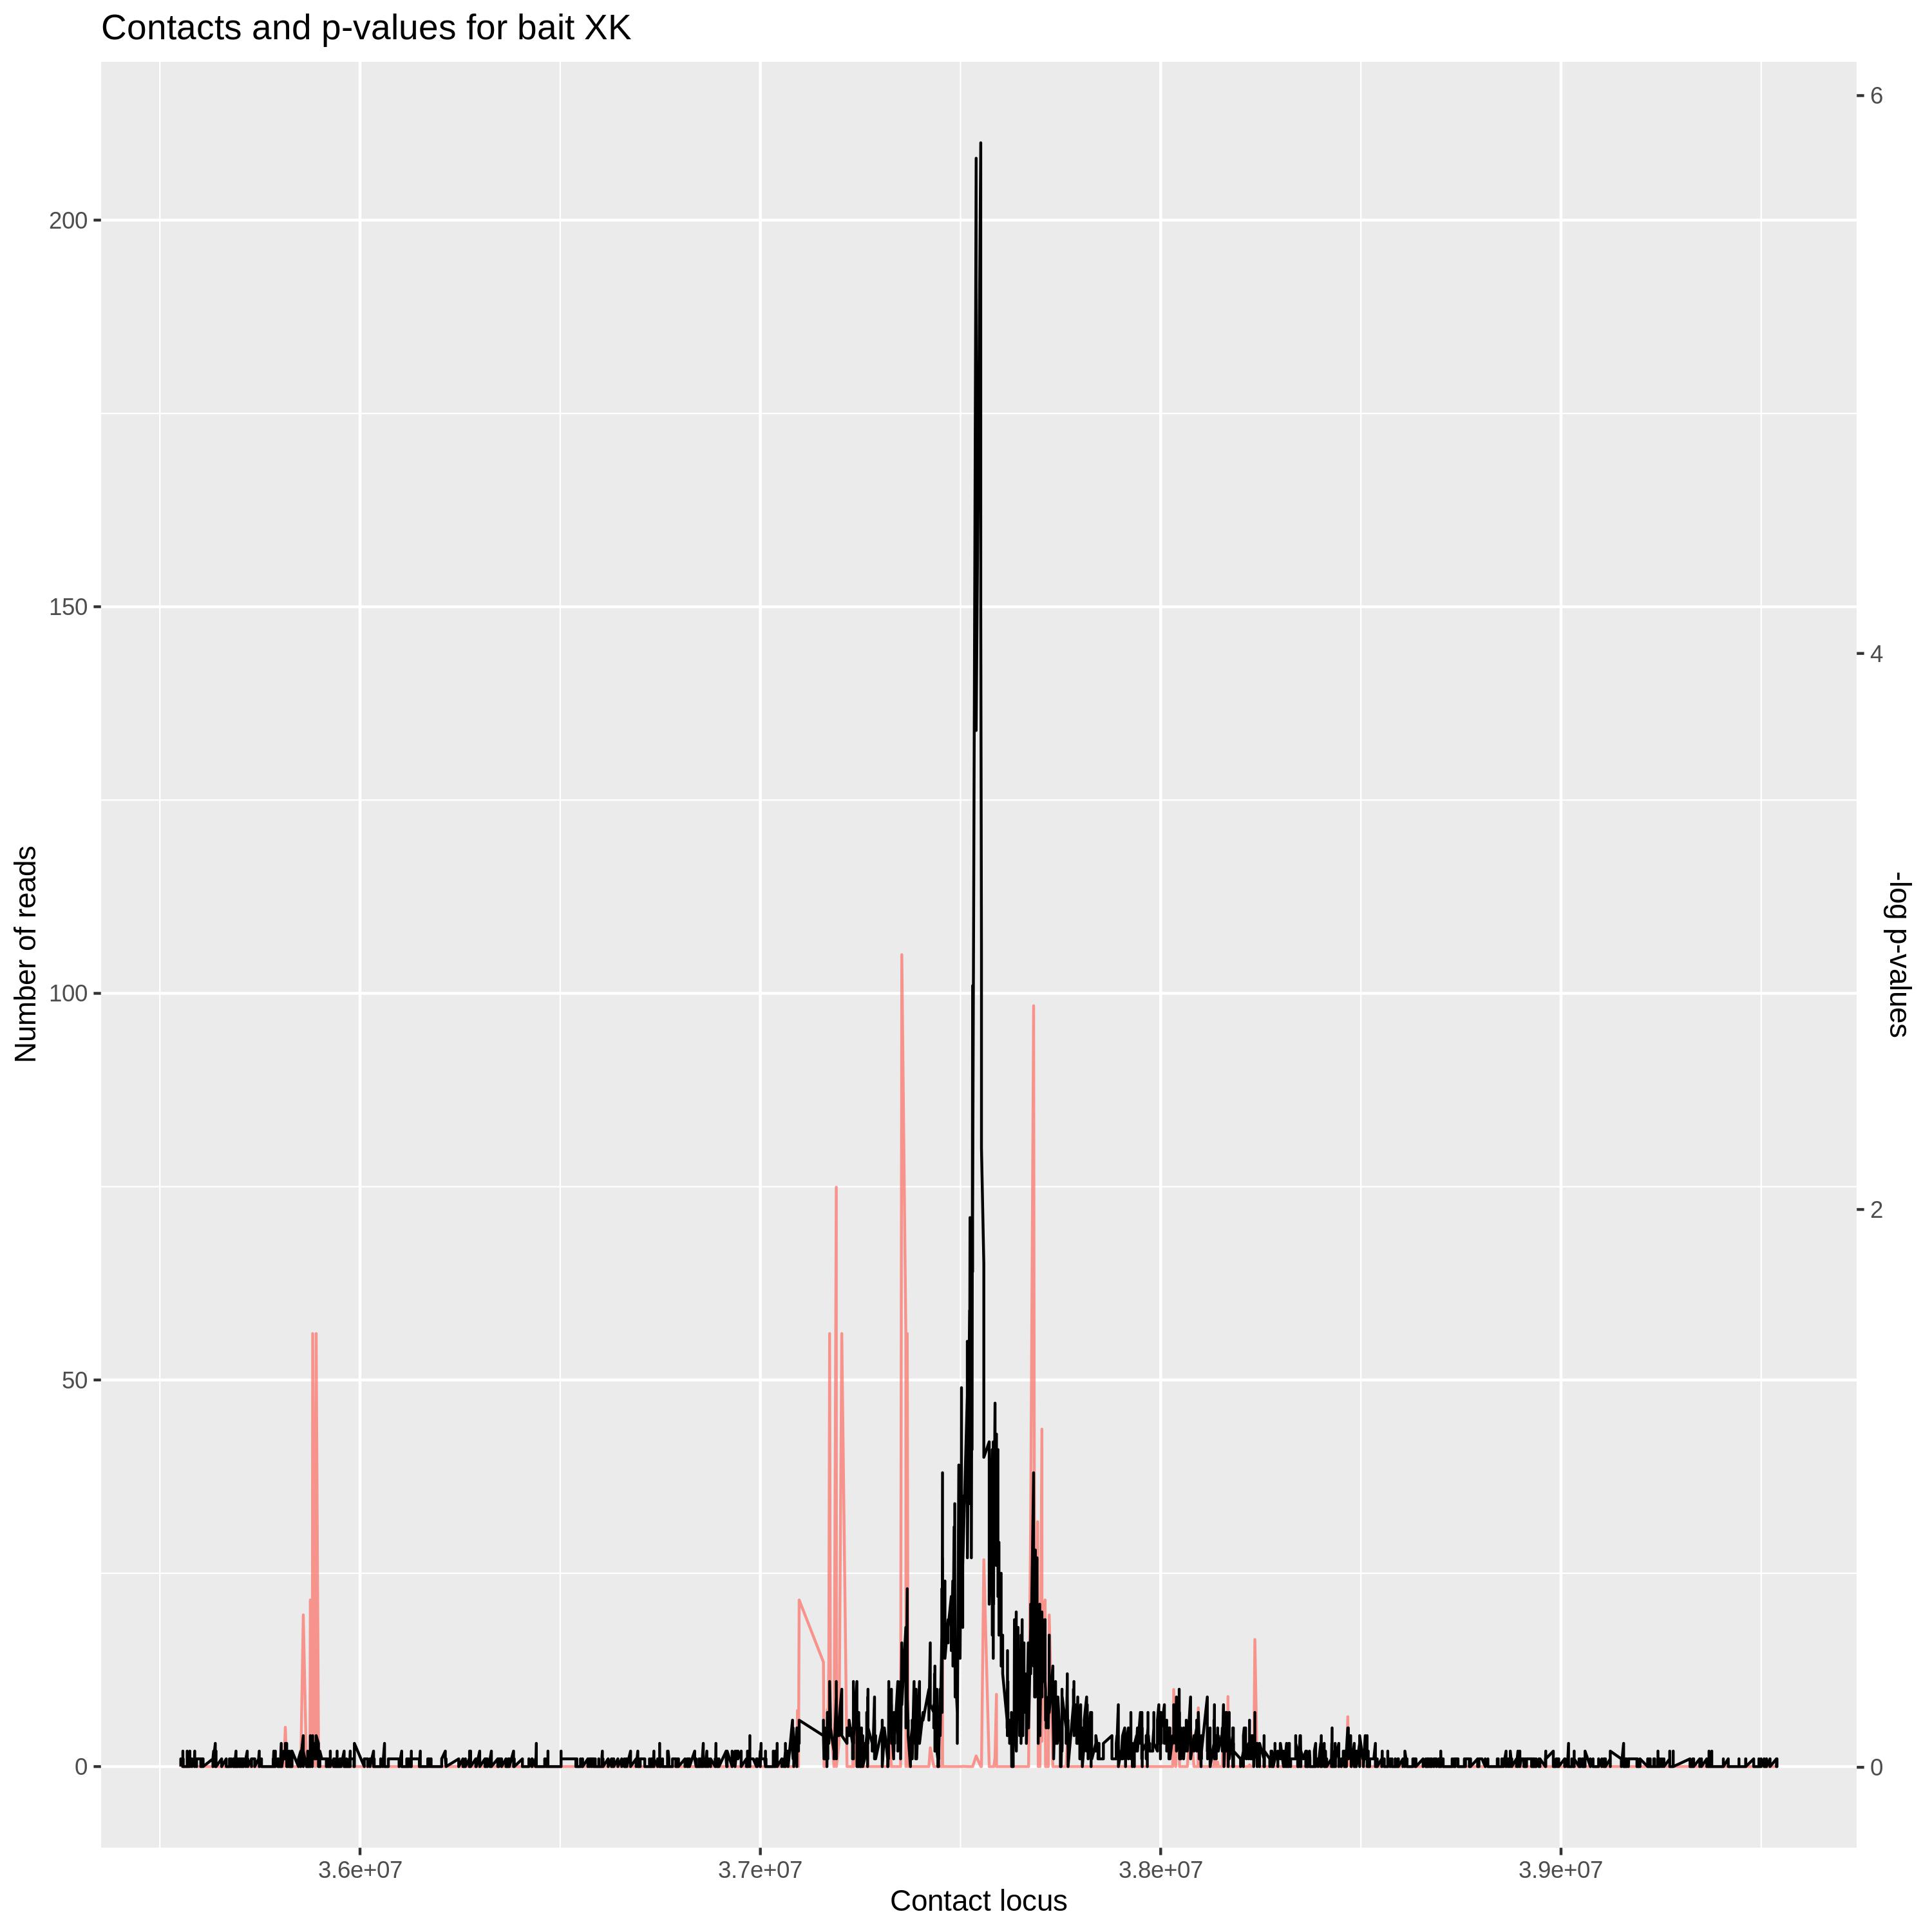 Contacts and p-values for bait XK
200
150
100
50
0
6
4
2
0
Number of reads
-log p-values
3.6e+07
3.7e+07
3.8e+07
3.9e+07
Contact locus